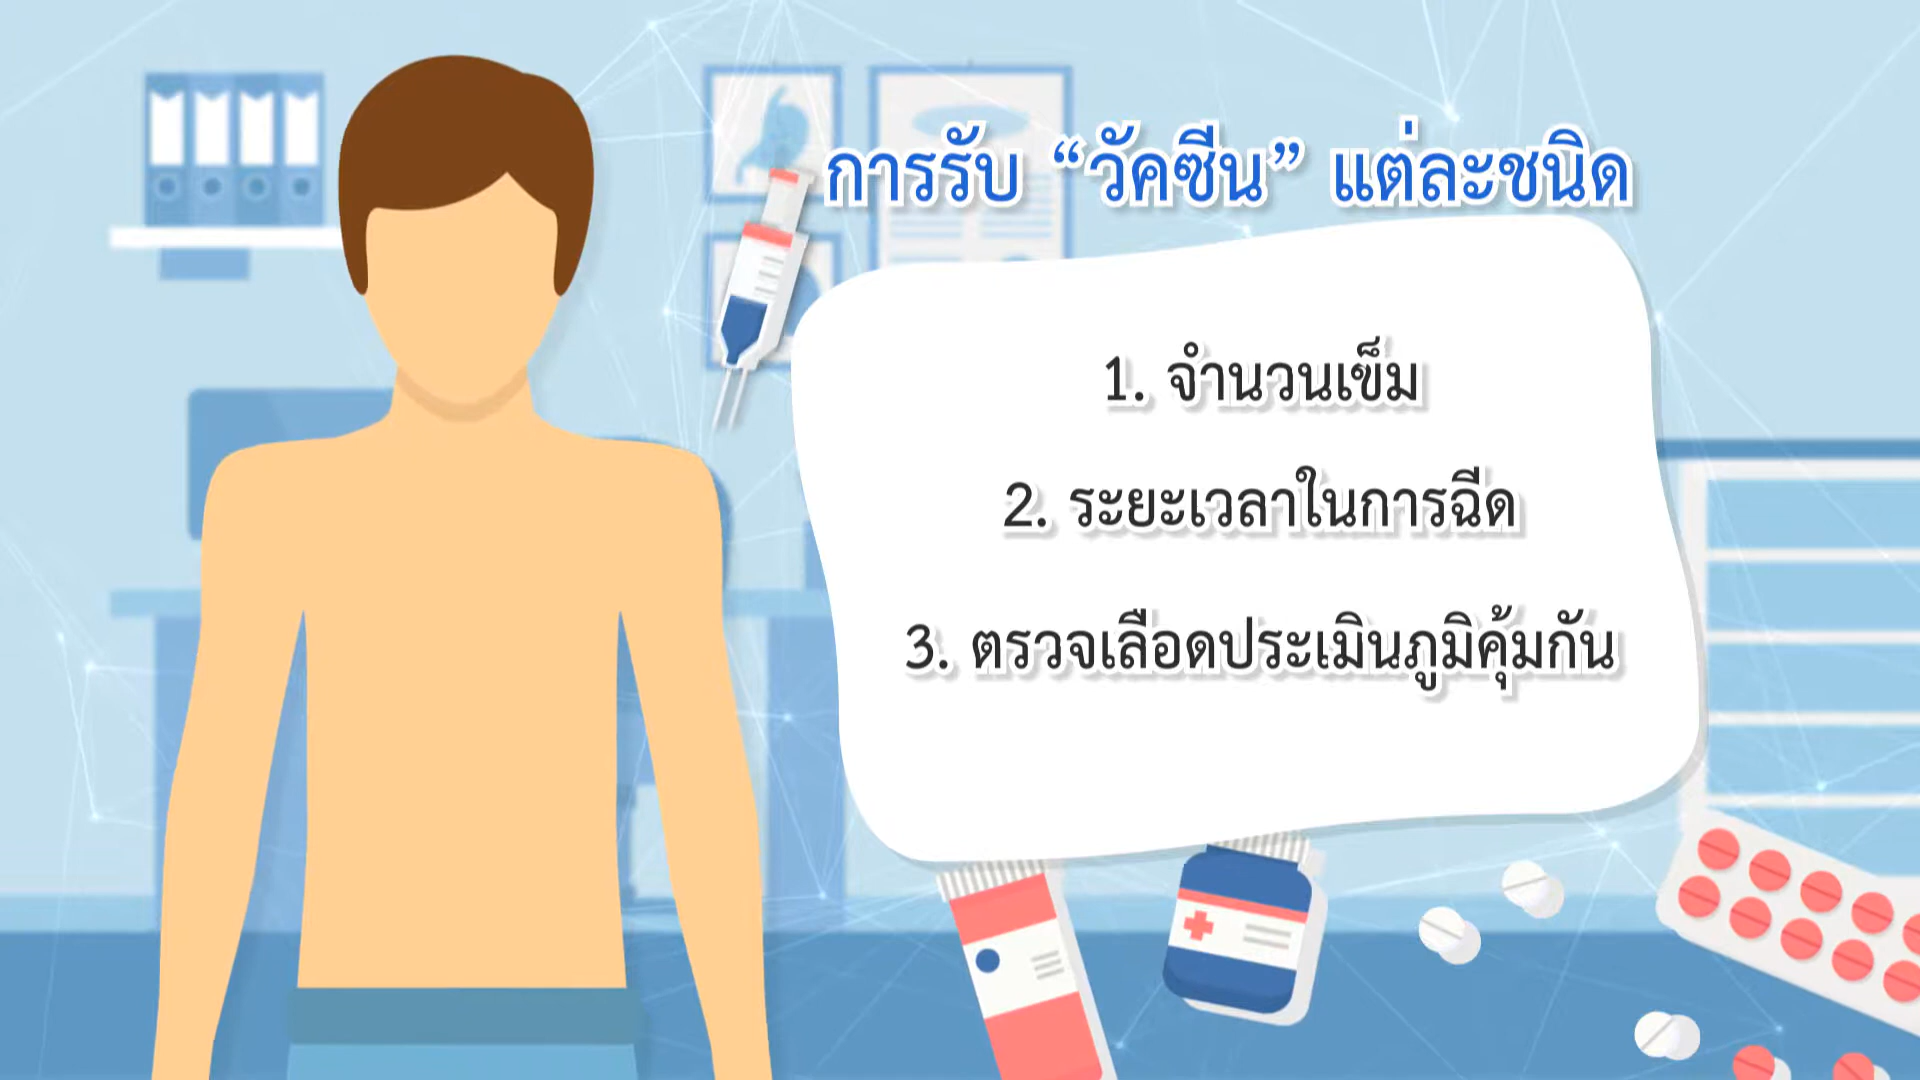 การรับ “วัคซีน” แต่ละชนิด
1. จำนวนเข็ม
2. ระยะเวลาในการฉีด
3. ตรวจเลือดประเมินภูมิคุ้มกัน